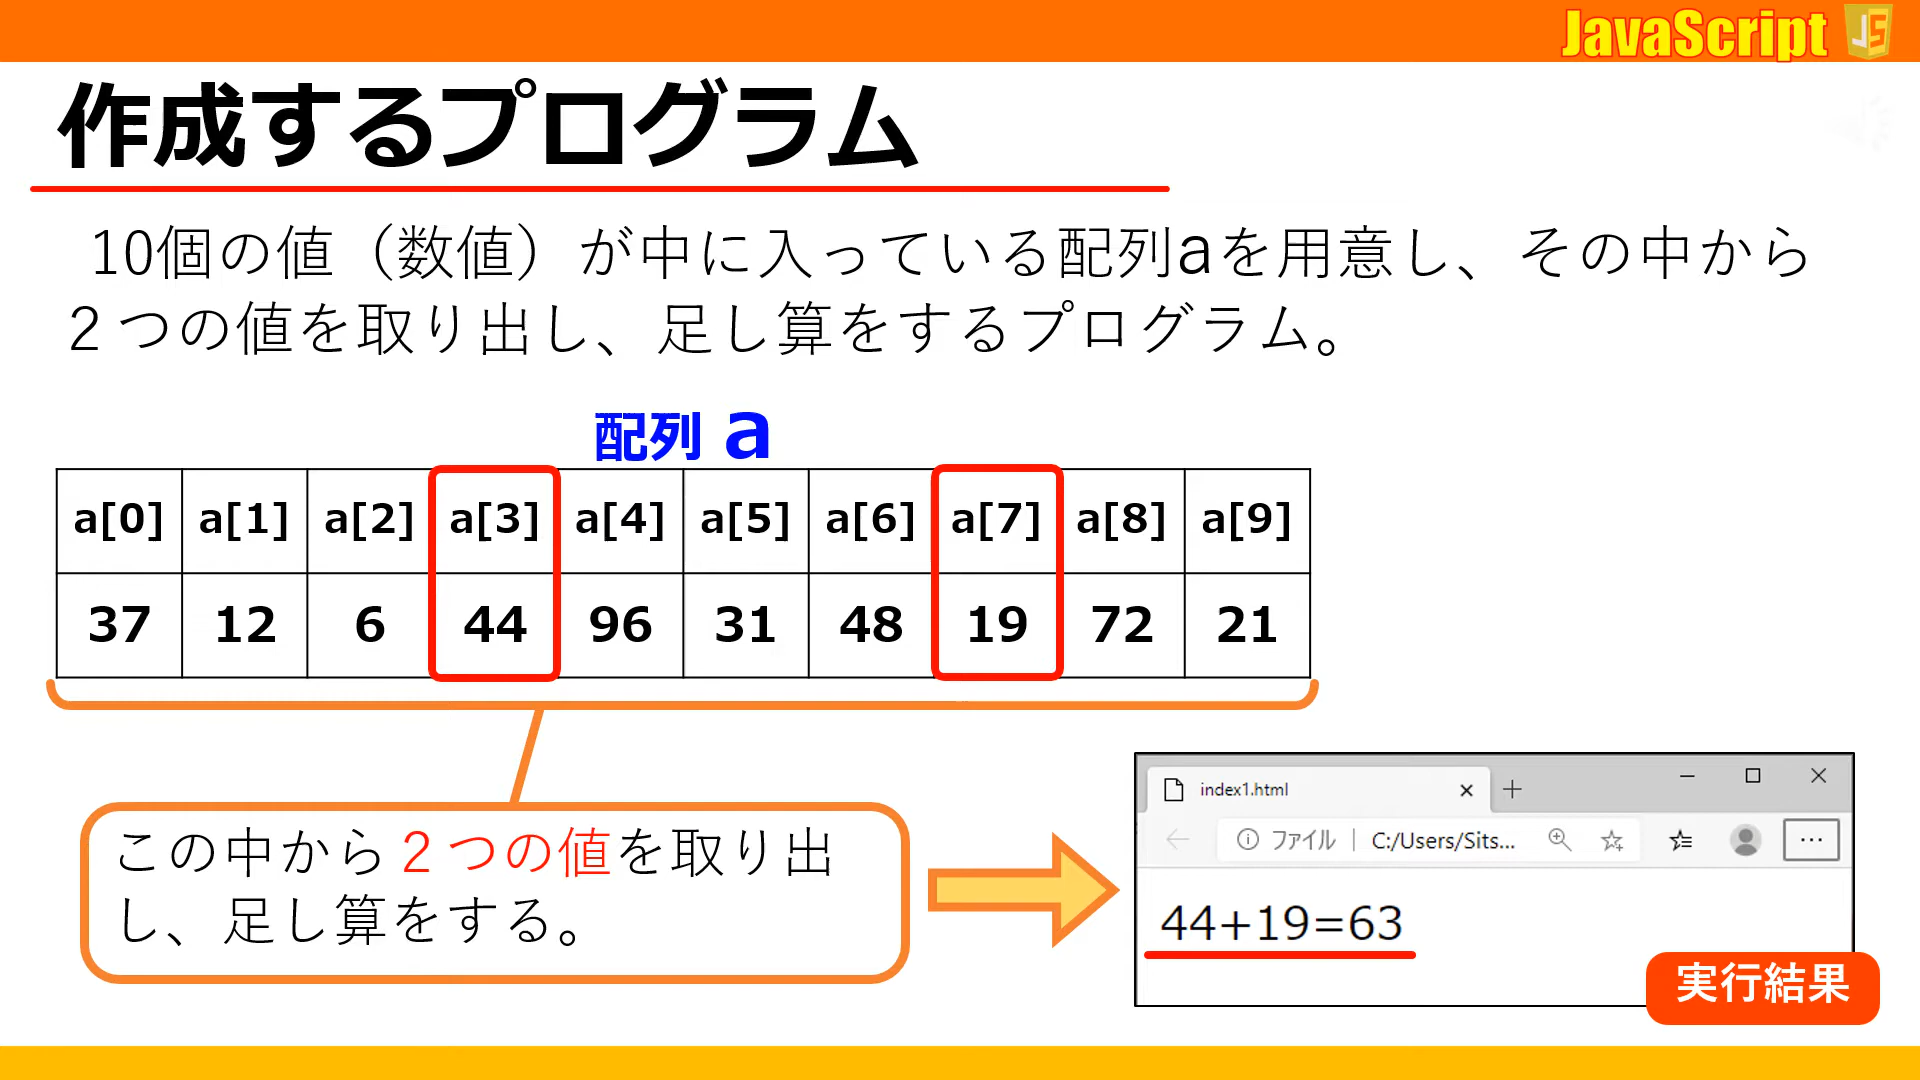 JavaScript
作成するプログラム
10個の値（数値）が中に入っている配列aを用意し、その中から
２つの値を取り出し、足し算をするプログラム。
配列 a
a[0] a[1] a[2] a[3] a[4] a[5] a[6] a[7] a[8] a[9]
37 12 6 44 96 31 48 19 72 21
この中から２つの値を取り出
し、足し算をする。
index1.html
ファイル | C:/Users/Sits...
44+19=63
実行結果